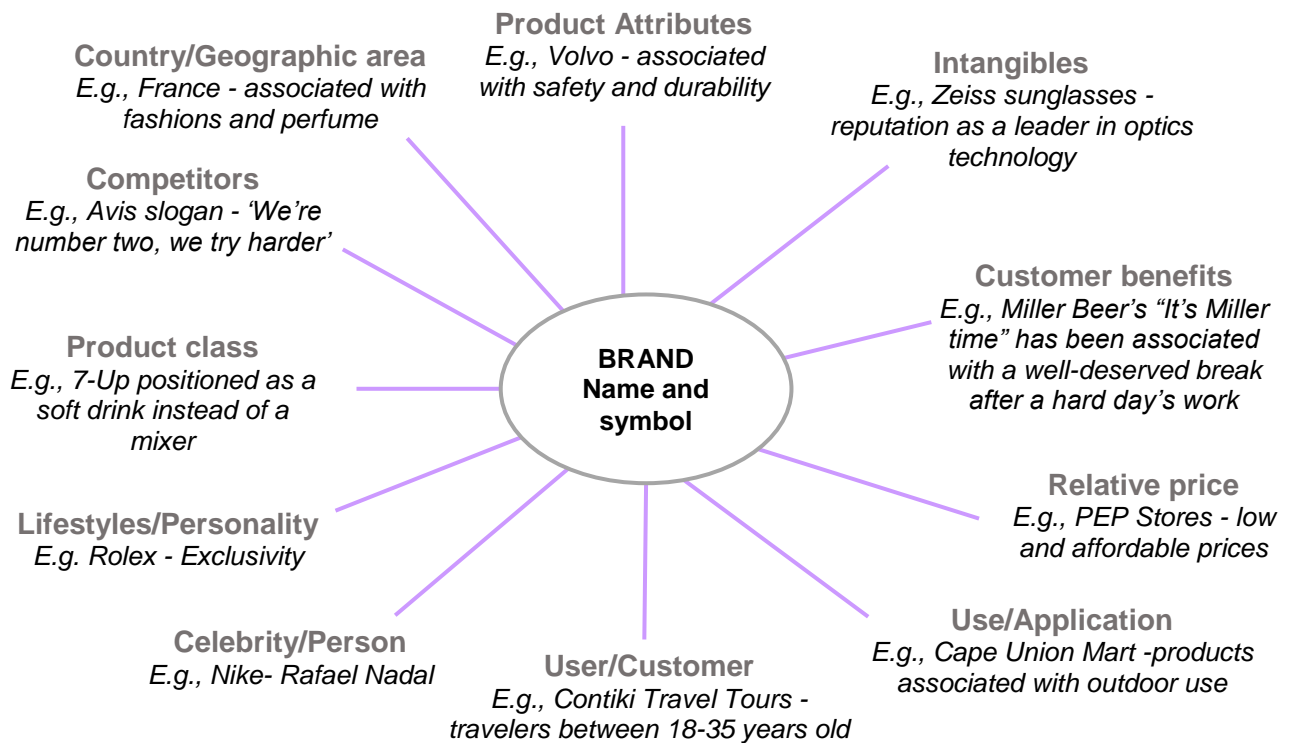 Product Attributes
E.g., Volvo - associated
with safety and durability
Country/Geographic area
E.g., France - associated with
fashions and perfume
Intangibles
E.g., Zeiss sunglasses -
reputation as a leader in optics
technology
Competitors
E.g., Avis slogan - ‘We’re
number two, we try harder’
Customer benefits
E.g., Miller Beer’s “It’s Miller
time” has been associated
with a well-deserved break
after a hard day’s work
BRAND
Name and
symbol
Product class
E.g., 7-Up positioned as a
soft drink instead of a
mixer
Relative price
E.g., PEP Stores - low
and affordable prices
Lifestyles/Personality
E.g. Rolex - Exclusivity
Use/Application
E.g., Cape Union Mart -products
associated with outdoor use
Celebrity/Person
E.g., Nike- Rafael Nadal
User/Customer
E.g., Contiki Travel Tours -
travelers between 18-35 years old